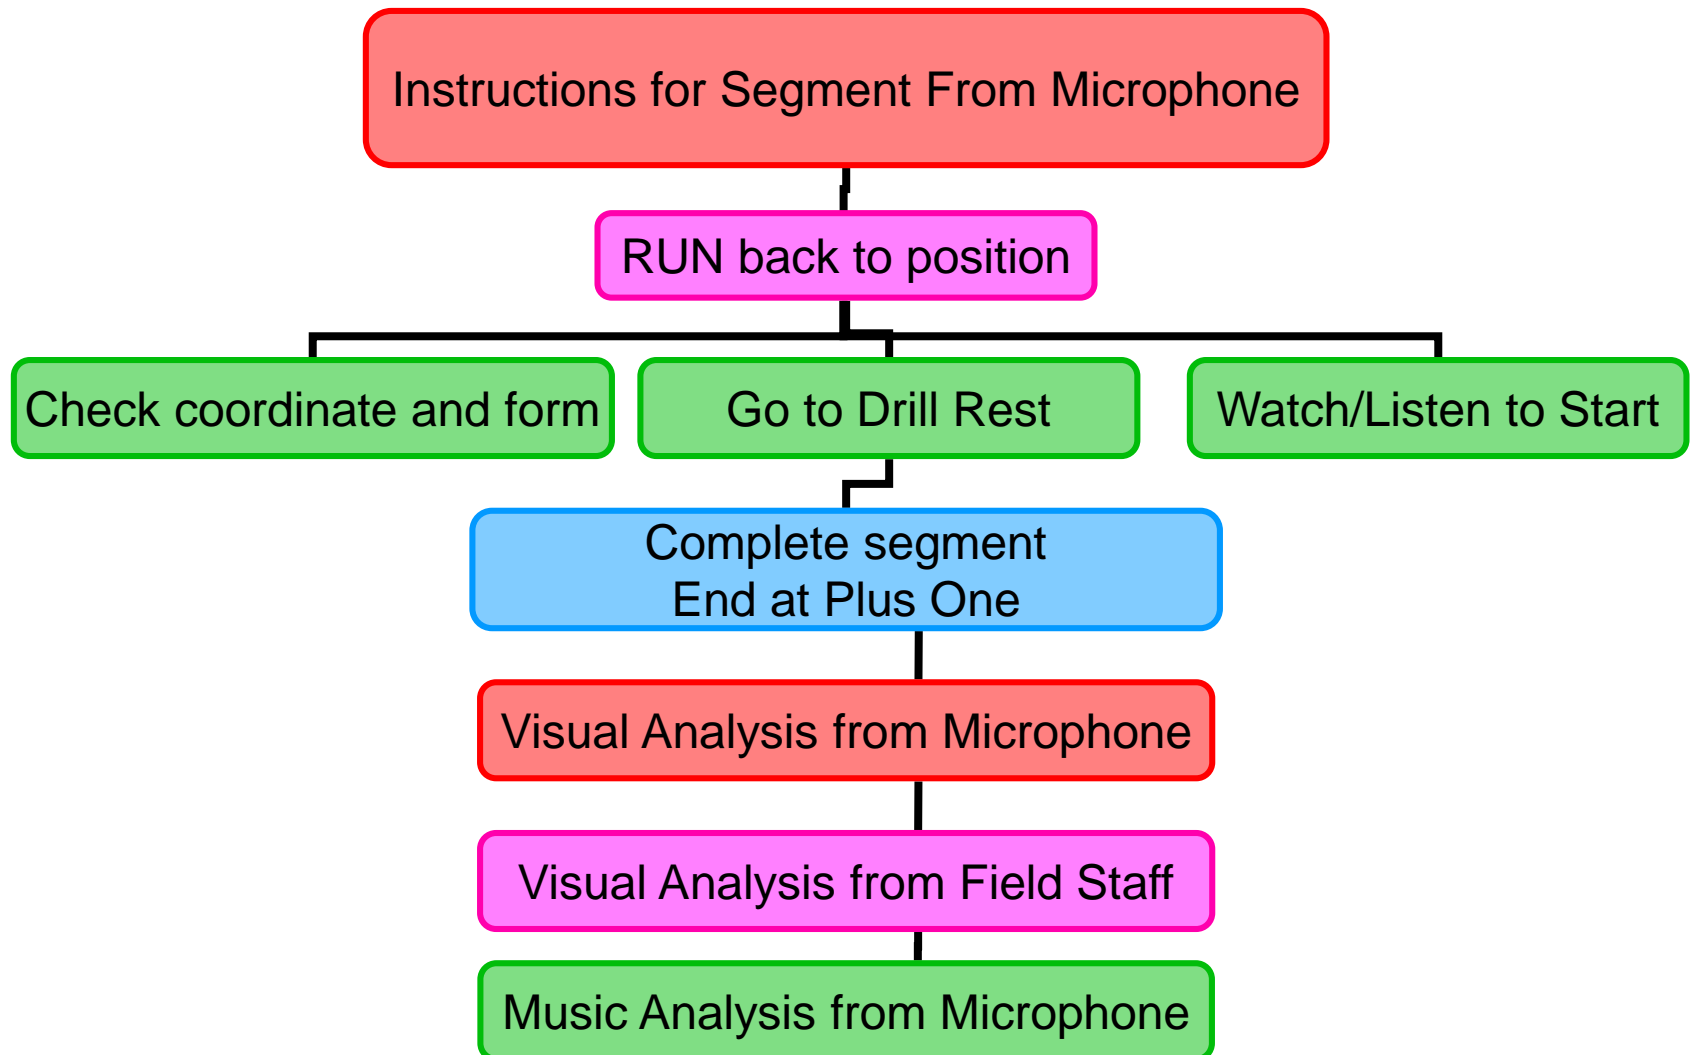 Instructions for Segment From Microphone
RUN back to position
Check coordinate and form
Go to Drill Rest
Watch/Listen to Start
Complete segment
End at Plus One
Visual Analysis from Microphone
Visual Analysis from Field Staff
Music Analysis from Microphone